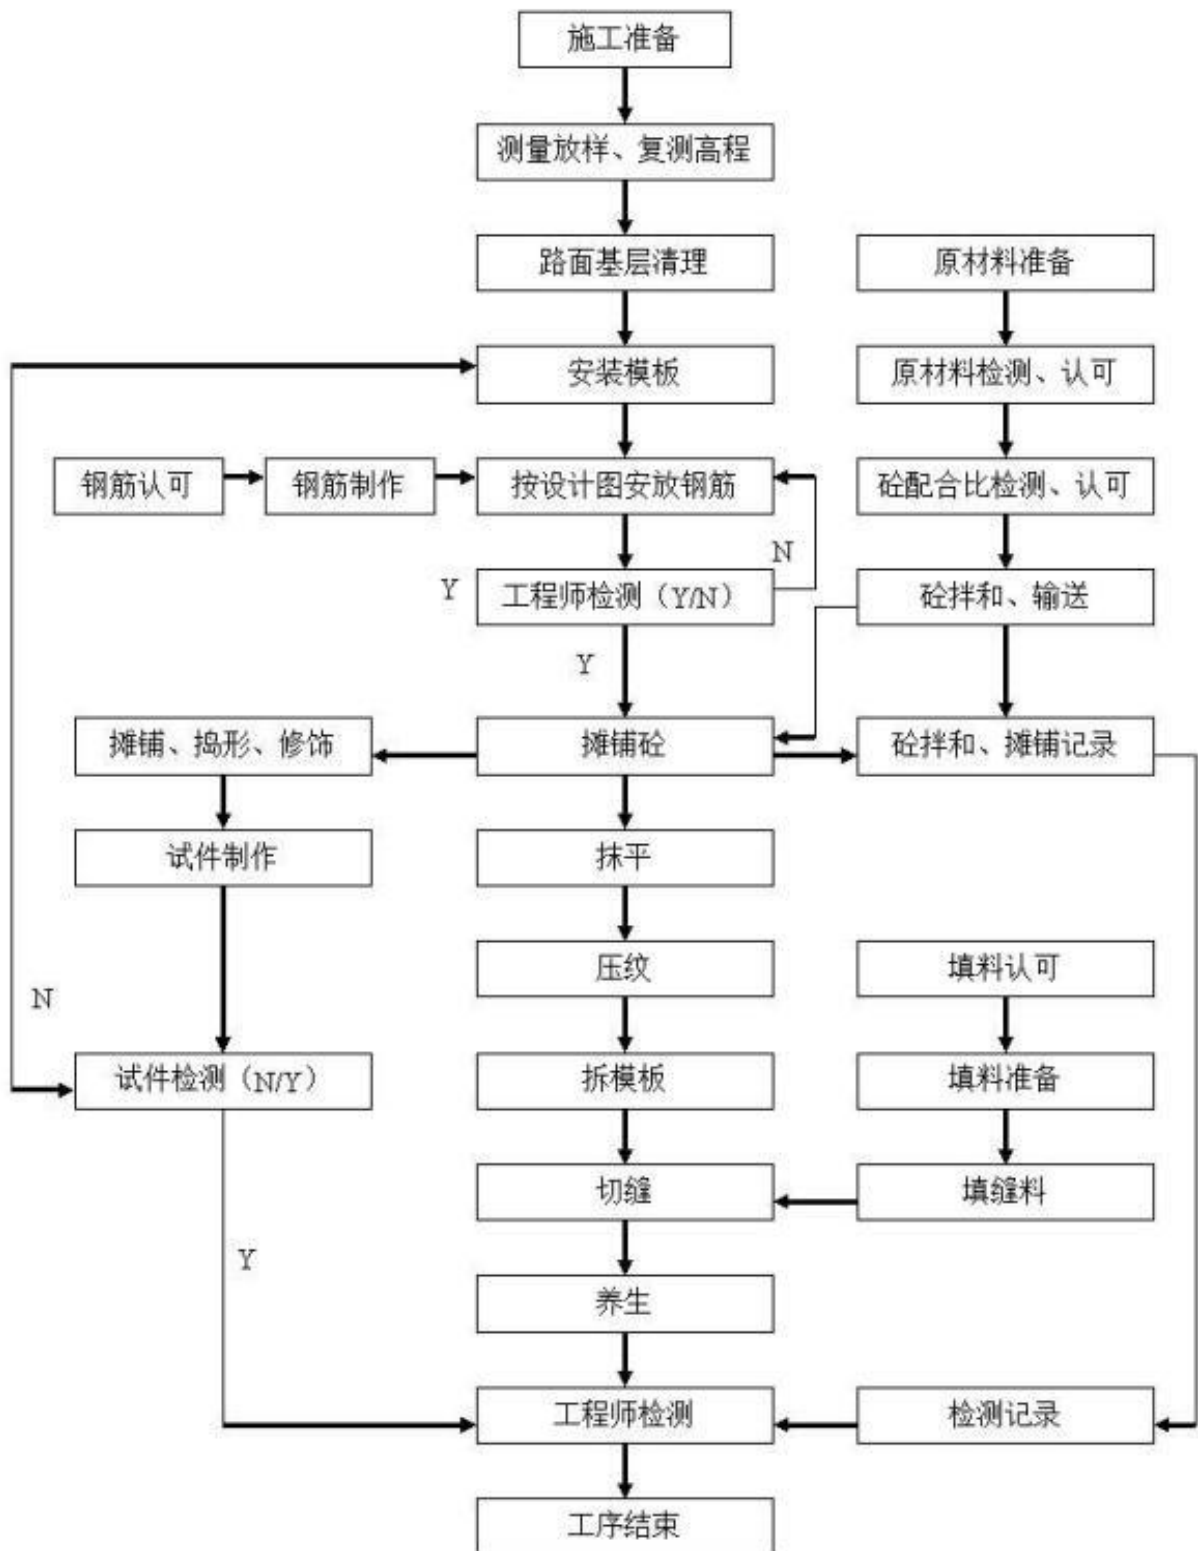 施工准备
测量放样、复测高程
路面基层清理
原材料准备
安装模板
原材料检测、认可
钢筋认可
钢筋制作
按设计图安放钢筋
砼配合比检测、认可
N
Y
工程师检测（Y/N）
砼拌和、输送
Y
摊铺、捣形、修饰
摊铺砼
砼拌和、摊铺记录
试件制作
抹平
压纹
填料认可
N
试件检测（N/Y）
拆模板
填料准备
切缝
填缝料
Y
养生
工程师检测
检测记录
工序结束